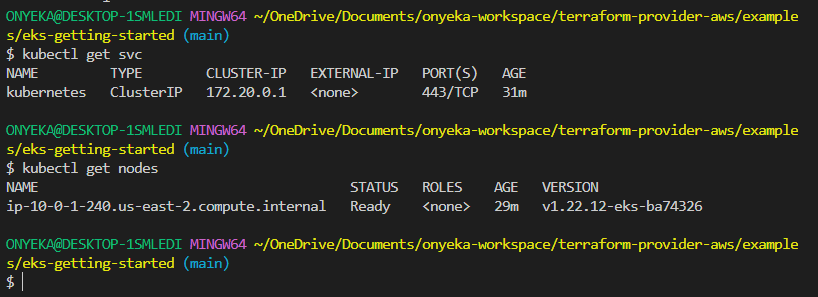 ONYEKA@DESKTOP-1SMLEDI MINGW64 ~/OneDrive/Documents/onyeka-workspace/terraform-provider-aws/example
s/eks-getting-started (main)
$ kubectl get svc
NAME         TYPE        CLUSTER-IP   EXTERNAL-IP   PORT(S)   AGE
kubernetes   ClusterIP   172.20.0.1   <none>        443/TCP   31m
ONYEKA@DESKTOP-1SMLEDI MINGW64 ~/OneDrive/Documents/onyeka-workspace/terraform-provider-aws/example
s/eks-getting-started (main)
$ kubectl get nodes
NAME                                       STATUS   ROLES    AGE   VERSION
ip-10-0-1-240.us-east-2.compute.internal   Ready    <none>   29m   v1.22.12-eks-ba74326
ONYEKA@DESKTOP-1SMLEDI MINGW64 ~/OneDrive/Documents/onyeka-workspace/terraform-provider-aws/example
s/eks-getting-started (main)
$